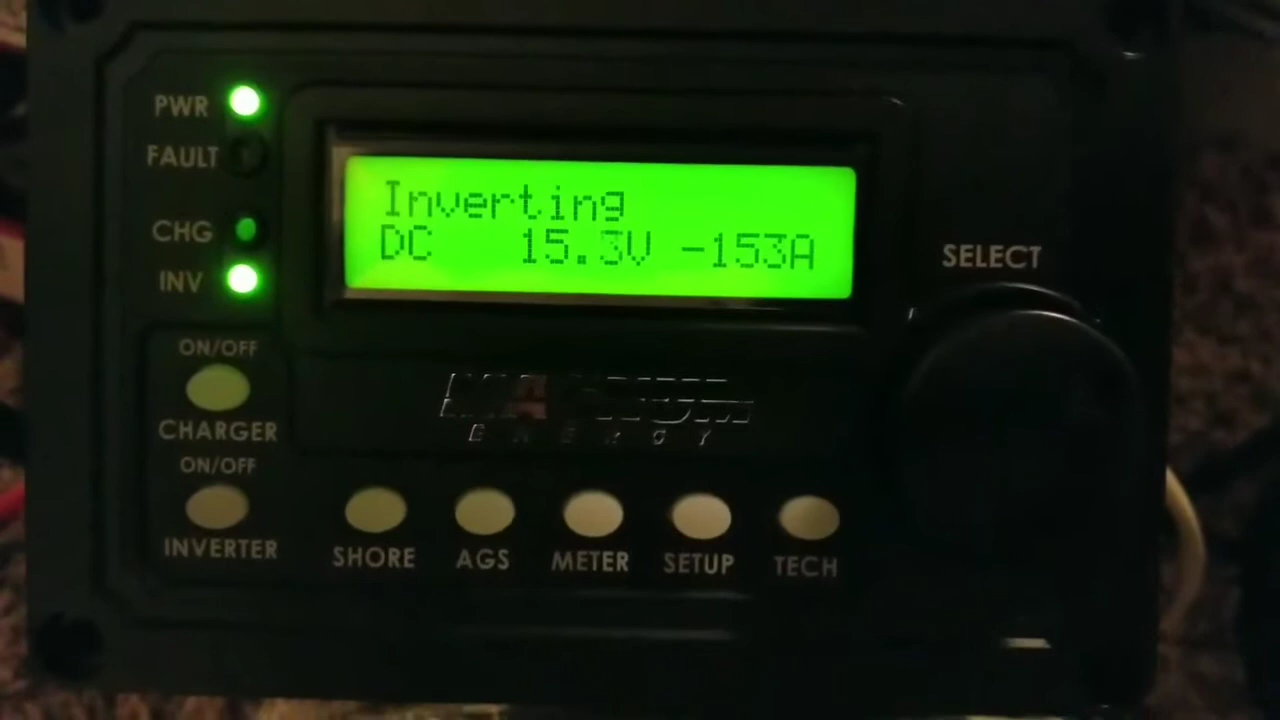 PWR
FAULT
CHG
INV
Inverting
DC 15.3V -153A
SELECT
ON/OFF
CHARGER
ON/OFF
INVERTER
ENERGY
SHORE
AGS
METER
SETUP
TECH